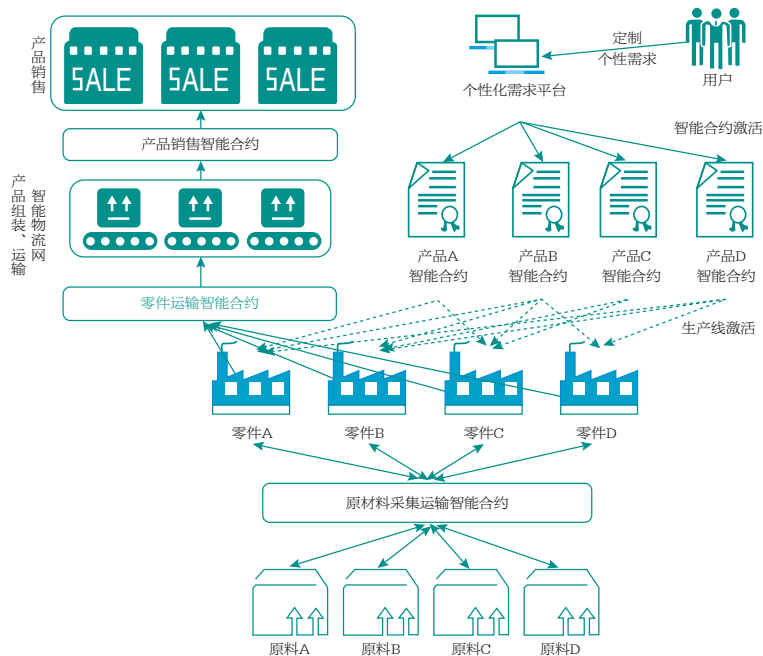 产品销售
SALE
SALE
SALE
产品销售智能合约
产品组装、运输
智能物流网
零件运输智能合约
个性化需求平台
定制
个性需求
用户
智能合约激活
产品A
智能合约
产品B
智能合约
产品C
智能合约
产品D
智能合约
生产线激活
零件A
零件B
零件C
零件D
原材料采集运输智能合约
原料A
原料B
原料C
原料D